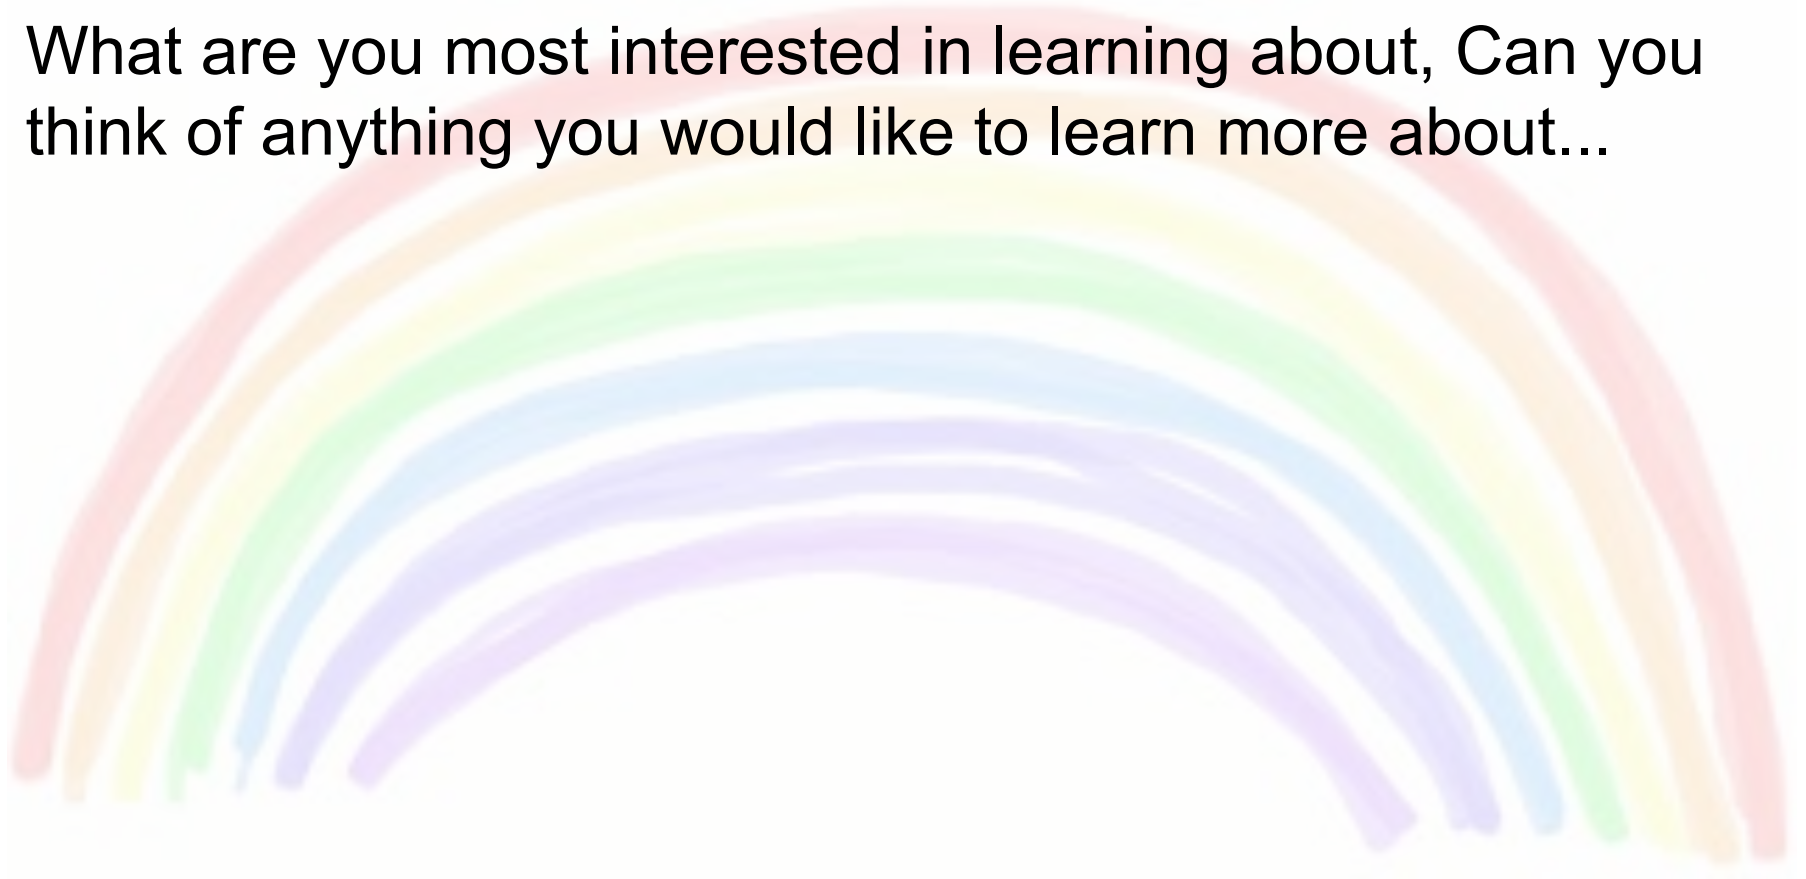 What are you most interested in learning about, Can you
think of anything you would like to learn more about...